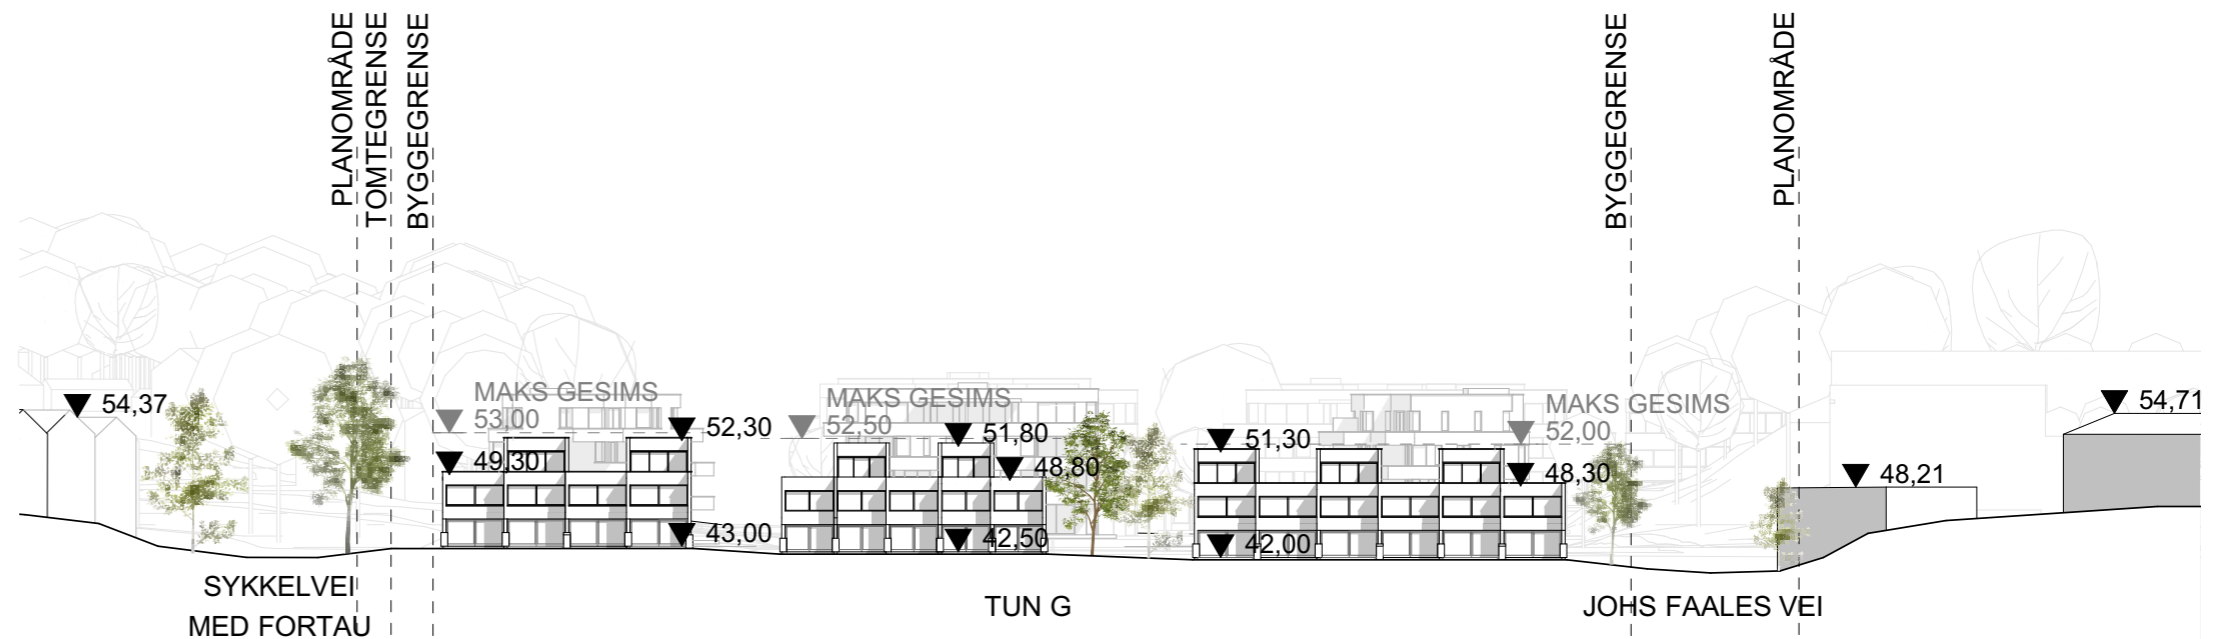 PLANOMRÅDE
TOMTEGRENSE
BYGGEGRENSE
BYGGEGRENSE
PLANOMRÅDE
54,37
MAKS GESIMS
53,00
52,30
49,30
43,00
MAKS GESIMS
52,50
51,80
48,80
42,50
51,30
42,00
MAKS GESIMS
52,00
48,30
48,21
54,71
SYKKELVEI
MED FORTAU
TUN G
JOHS FAALES VEI